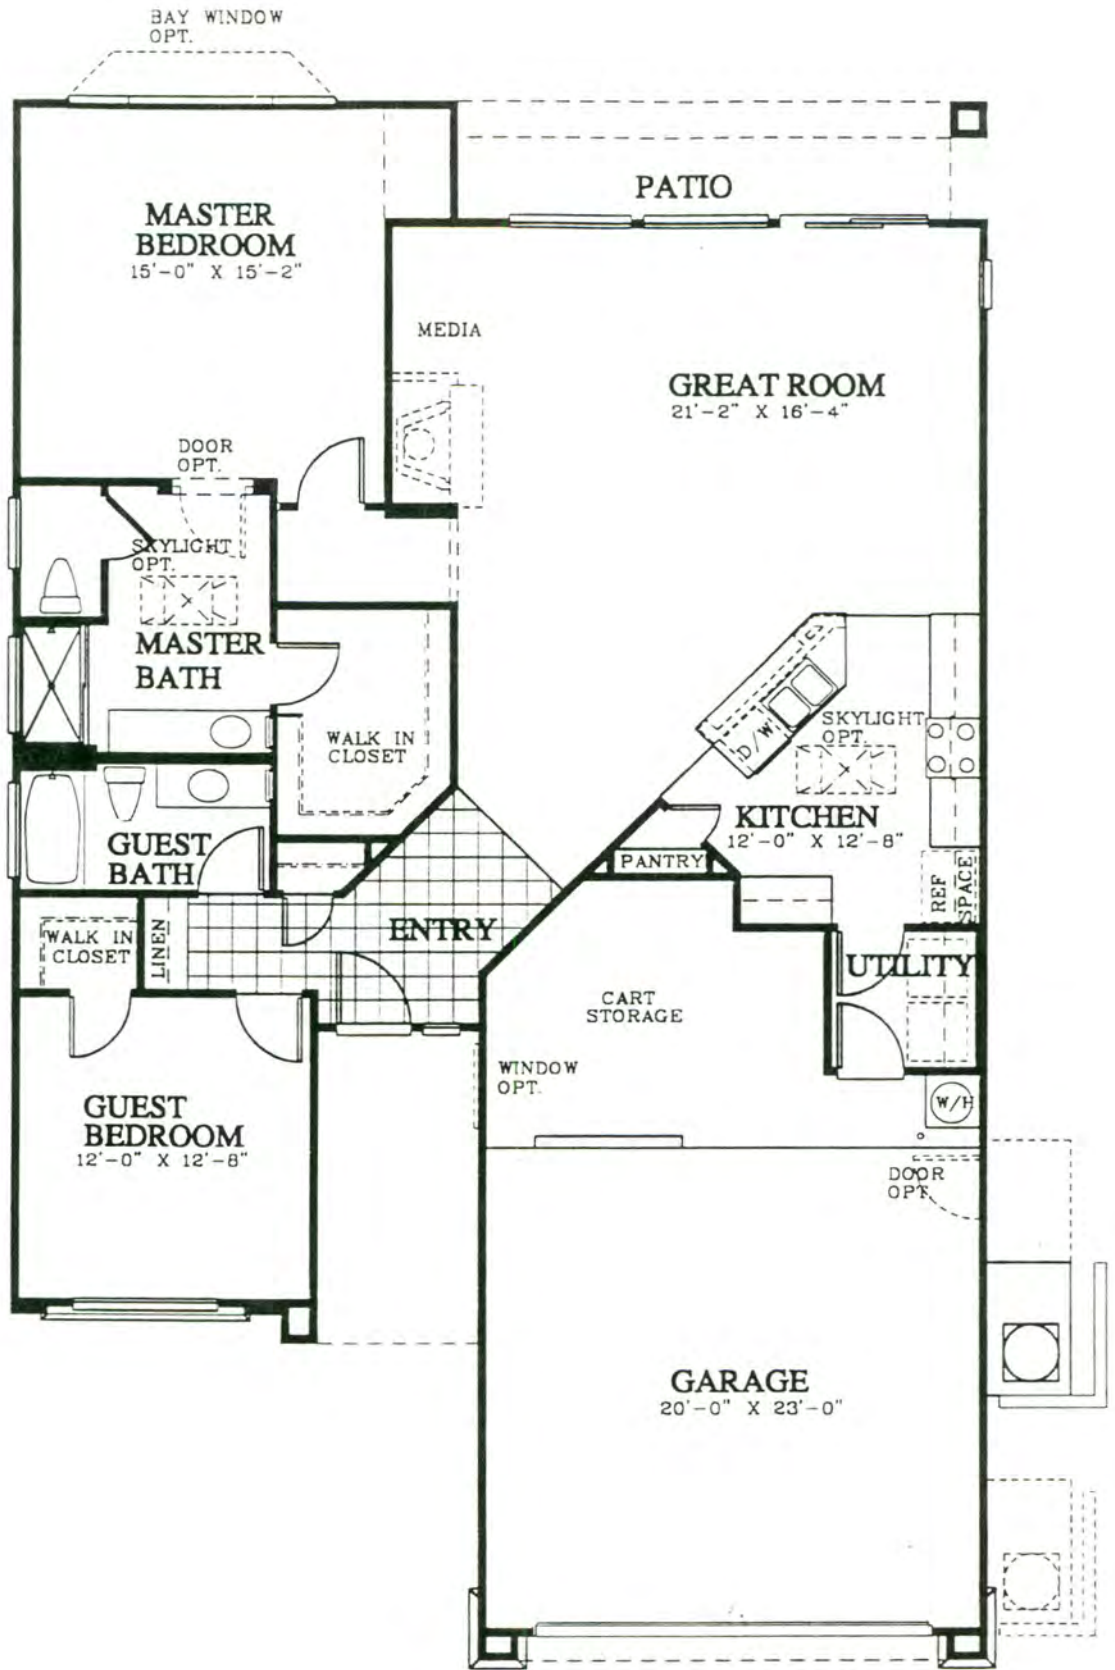 BAY WINDOW
OPT.
PATIO
MASTER
BEDROOM
15'-0" X 15'-2"
MEDIA
GREAT ROOM
21'-2" X 16'-4"
DOOR
OPT.
SKYLIGHT
OPT.
MASTER
BATH
WALK IN
CLOSET
D/W
SKYLIGHT
OPT.
KITCHEN
12'-0" X 12'-8"
PANTRY
REF
SPACE
GUEST
BATH
ENTRY
WALK IN
CLOSET
LINEN
UTILITY
CART
STORAGE
WINDOW
OPT.
W/H
GUEST
BEDROOM
12'-0" X 12'-8"
DOOR
OPT.
GARAGE
20'-0" X 23'-0"